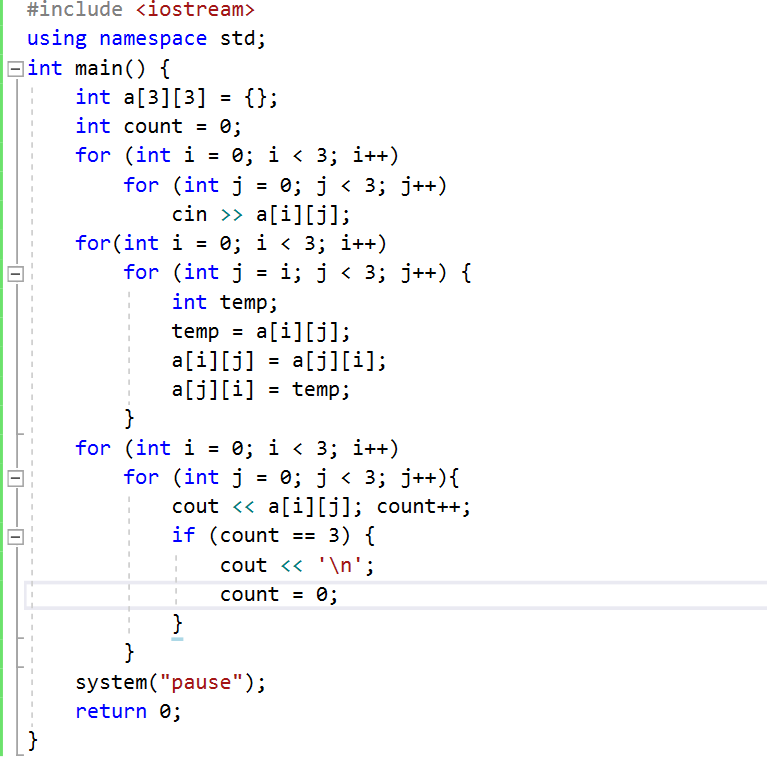 #include <iostream>
using namespace std;
int main() {
    int a[3][3] = {};
    int count = 0;
    for (int i = 0; i < 3; i++)
        for (int j = 0; j < 3; j++)
            cin >> a[i][j];
    for(int i = 0; i < 3; i++)
        for (int j = i; j < 3; j++) {
            int temp;
            temp = a[i][j];
            a[i][j] = a[j][i];
            a[j][i] = temp;
        }
    for (int i = 0; i < 3; i++)
        for (int j = 0; j < 3; j++){
            cout << a[i][j]; count++;
            if (count == 3) {
                cout << '\n';
                count = 0;
            }
        }
    system("pause");
    return 0;
}